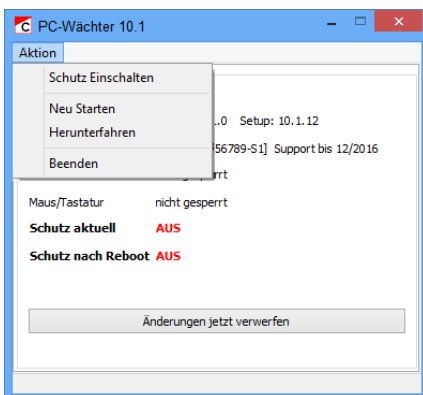 PC-Wächter 10.1
Aktion
Schutz Einschalten
Neu Starten
Herunterfahren
Beenden
.0 Setup: 10.1.12
56789-S1] Support bis 12/2016
rrt
Maus/Tastatur nicht gesperrt
Schutz aktuell AUS
Schutz nach Reboot AUS
Änderungen jetzt verwerfen